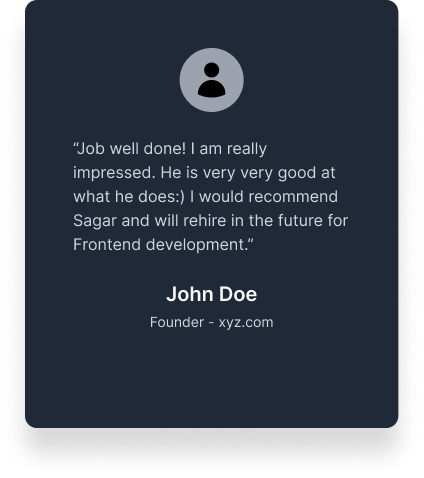 “Job well done! I am really
impressed. He is very very good at
what he does:) I would recommend
Sagar and will rehire in the future for
Frontend development.”
John Doe
Founder - xyz.com